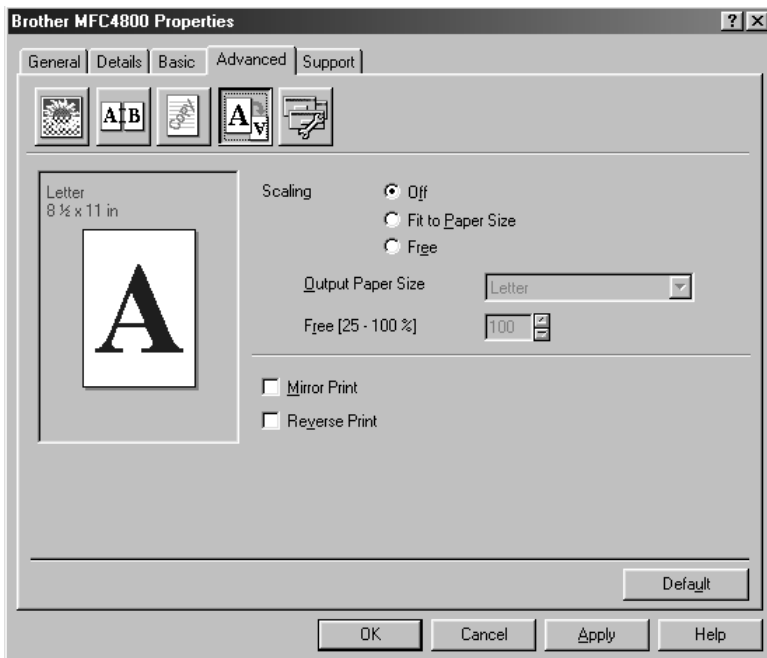 Brother MFC4800 Properties
General Details Basic Advanced Support
A B COPY A A
Letter
8 ½ x 11 in
A
Scaling Off
Fit to Paper Size
Free
Output Paper Size Letter
Free [25 - 100 %] 100
Mirror Print
Reverse Print
Default
OK Cancel Apply Help